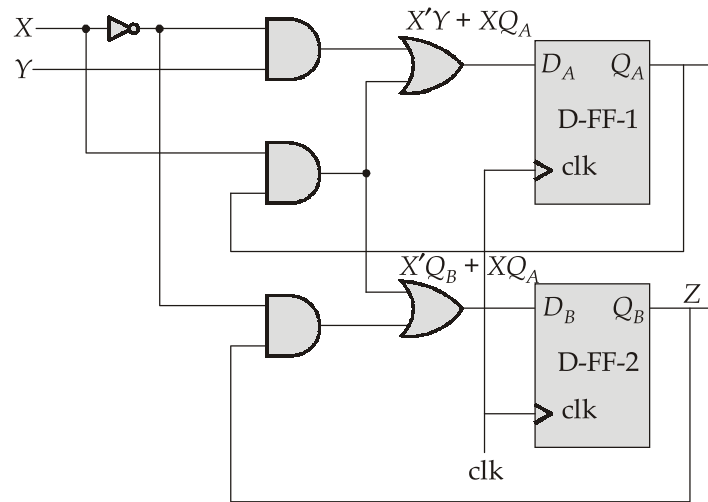 X
X′Y + XQ_A
Y
D_A Q_A
D-FF-1
clk
X′Q_B + XQ_A
Z
D_B Q_B
D-FF-2
clk
clk